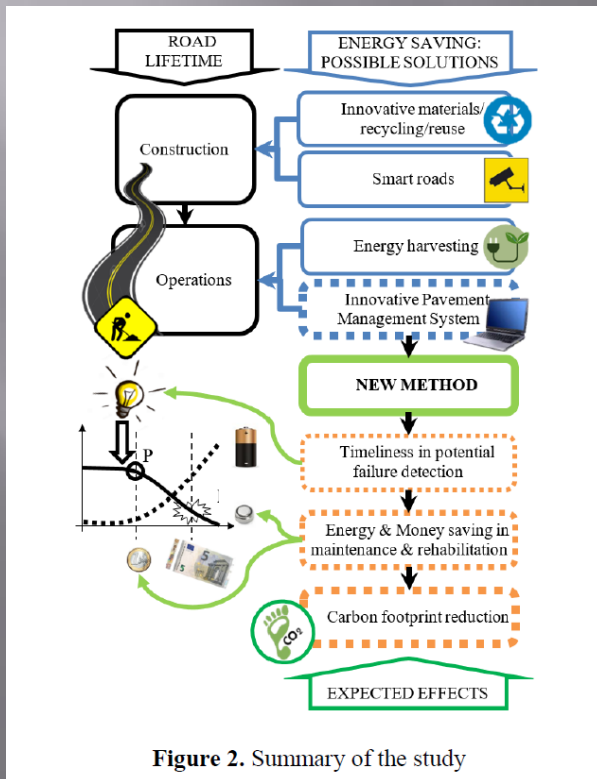 ROAD
LIFETIME
ENERGY SAVING:
POSSIBLE SOLUTIONS
Construction
Innovative materials/
recycling/reuse
Smart roads
Operations
Energy harvesting
Innovative Pavement
Management System
NEW METHOD
P
Timeliness in potential
failure detection
5
5
Energy & Money saving in
maintenance & rehabilitation
CO2
Carbon footprint reduction
EXPECTED EFFECTS
Figure 2. Summary of the study